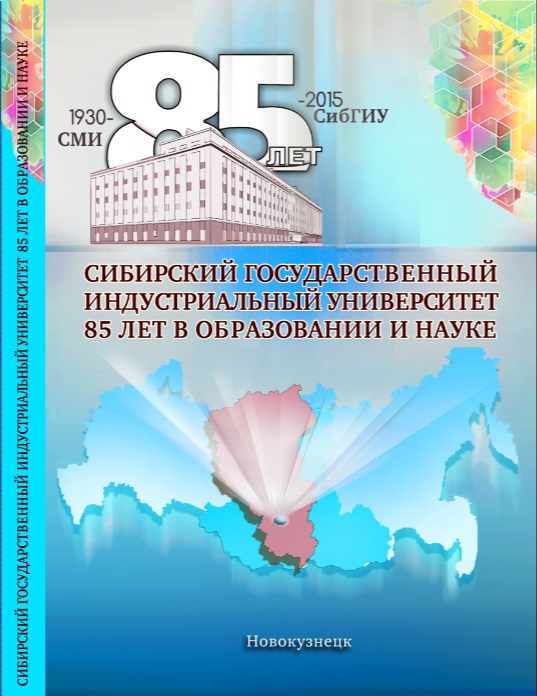 СИБИРСКИЙ ГОСУДАРСТВЕННЫЙ ИНДУСТРИАЛЬНЫЙ УНИВЕРСИТЕТ 85 ЛЕТ В ОБРАЗОВАНИИ И НАУКЕ
1930-
СМИ
85
ЛЕТ
-2015
СибГИУ
СИБИРСКИЙ ГОСУДАРСТВЕННЫЙ
ИНДУСТРИАЛЬНЫЙ УНИВЕРСИТЕТ
85 ЛЕТ В ОБРАЗОВАНИИ И НАУКЕ
Новокузнецк